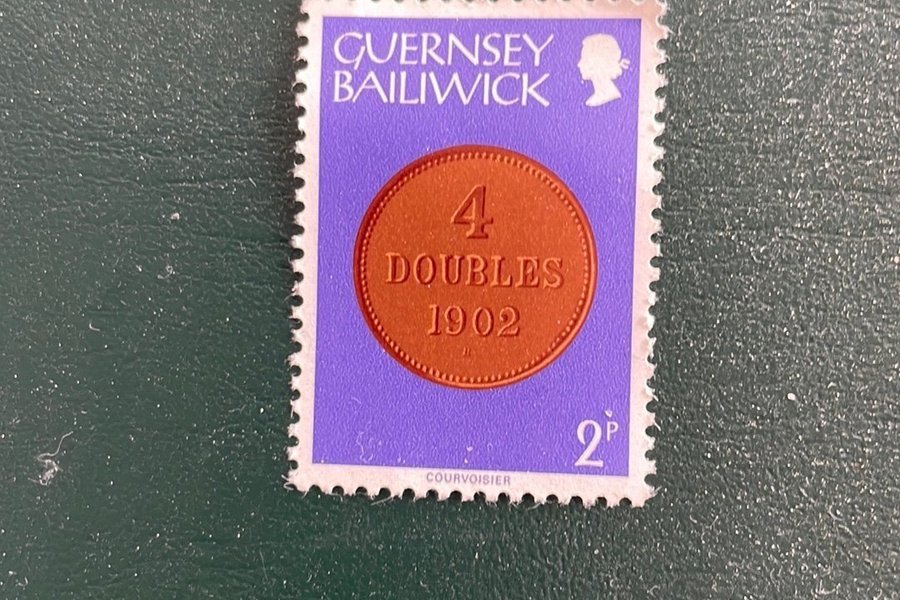 GUERNSEY
BAILIWICK
4
DOUBLES
1902
H
2P
COURVOISIER